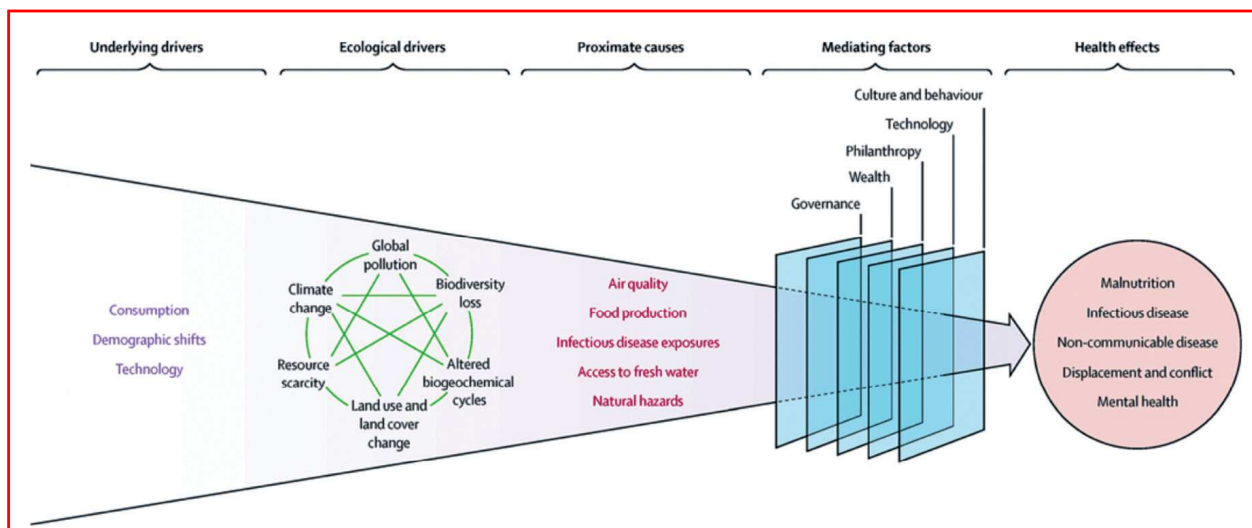 Underlying drivers
Ecological drivers
Proximate causes
Mediating factors
Health effects
Culture and behaviour
Technology
Philanthropy
Wealth
Governance
Consumption
Demographic shifts
Technology
Global
pollution
Biodiversity
loss
Climate
change
Resource
scarcity
Altered
biogeochemical
cycles
Land use and
land cover
change
Air quality
Food production
Infectious disease exposures
Access to fresh water
Natural hazards
Malnutrition
Infectious disease
Non-communicable disease
Displacement and conflict
Mental health